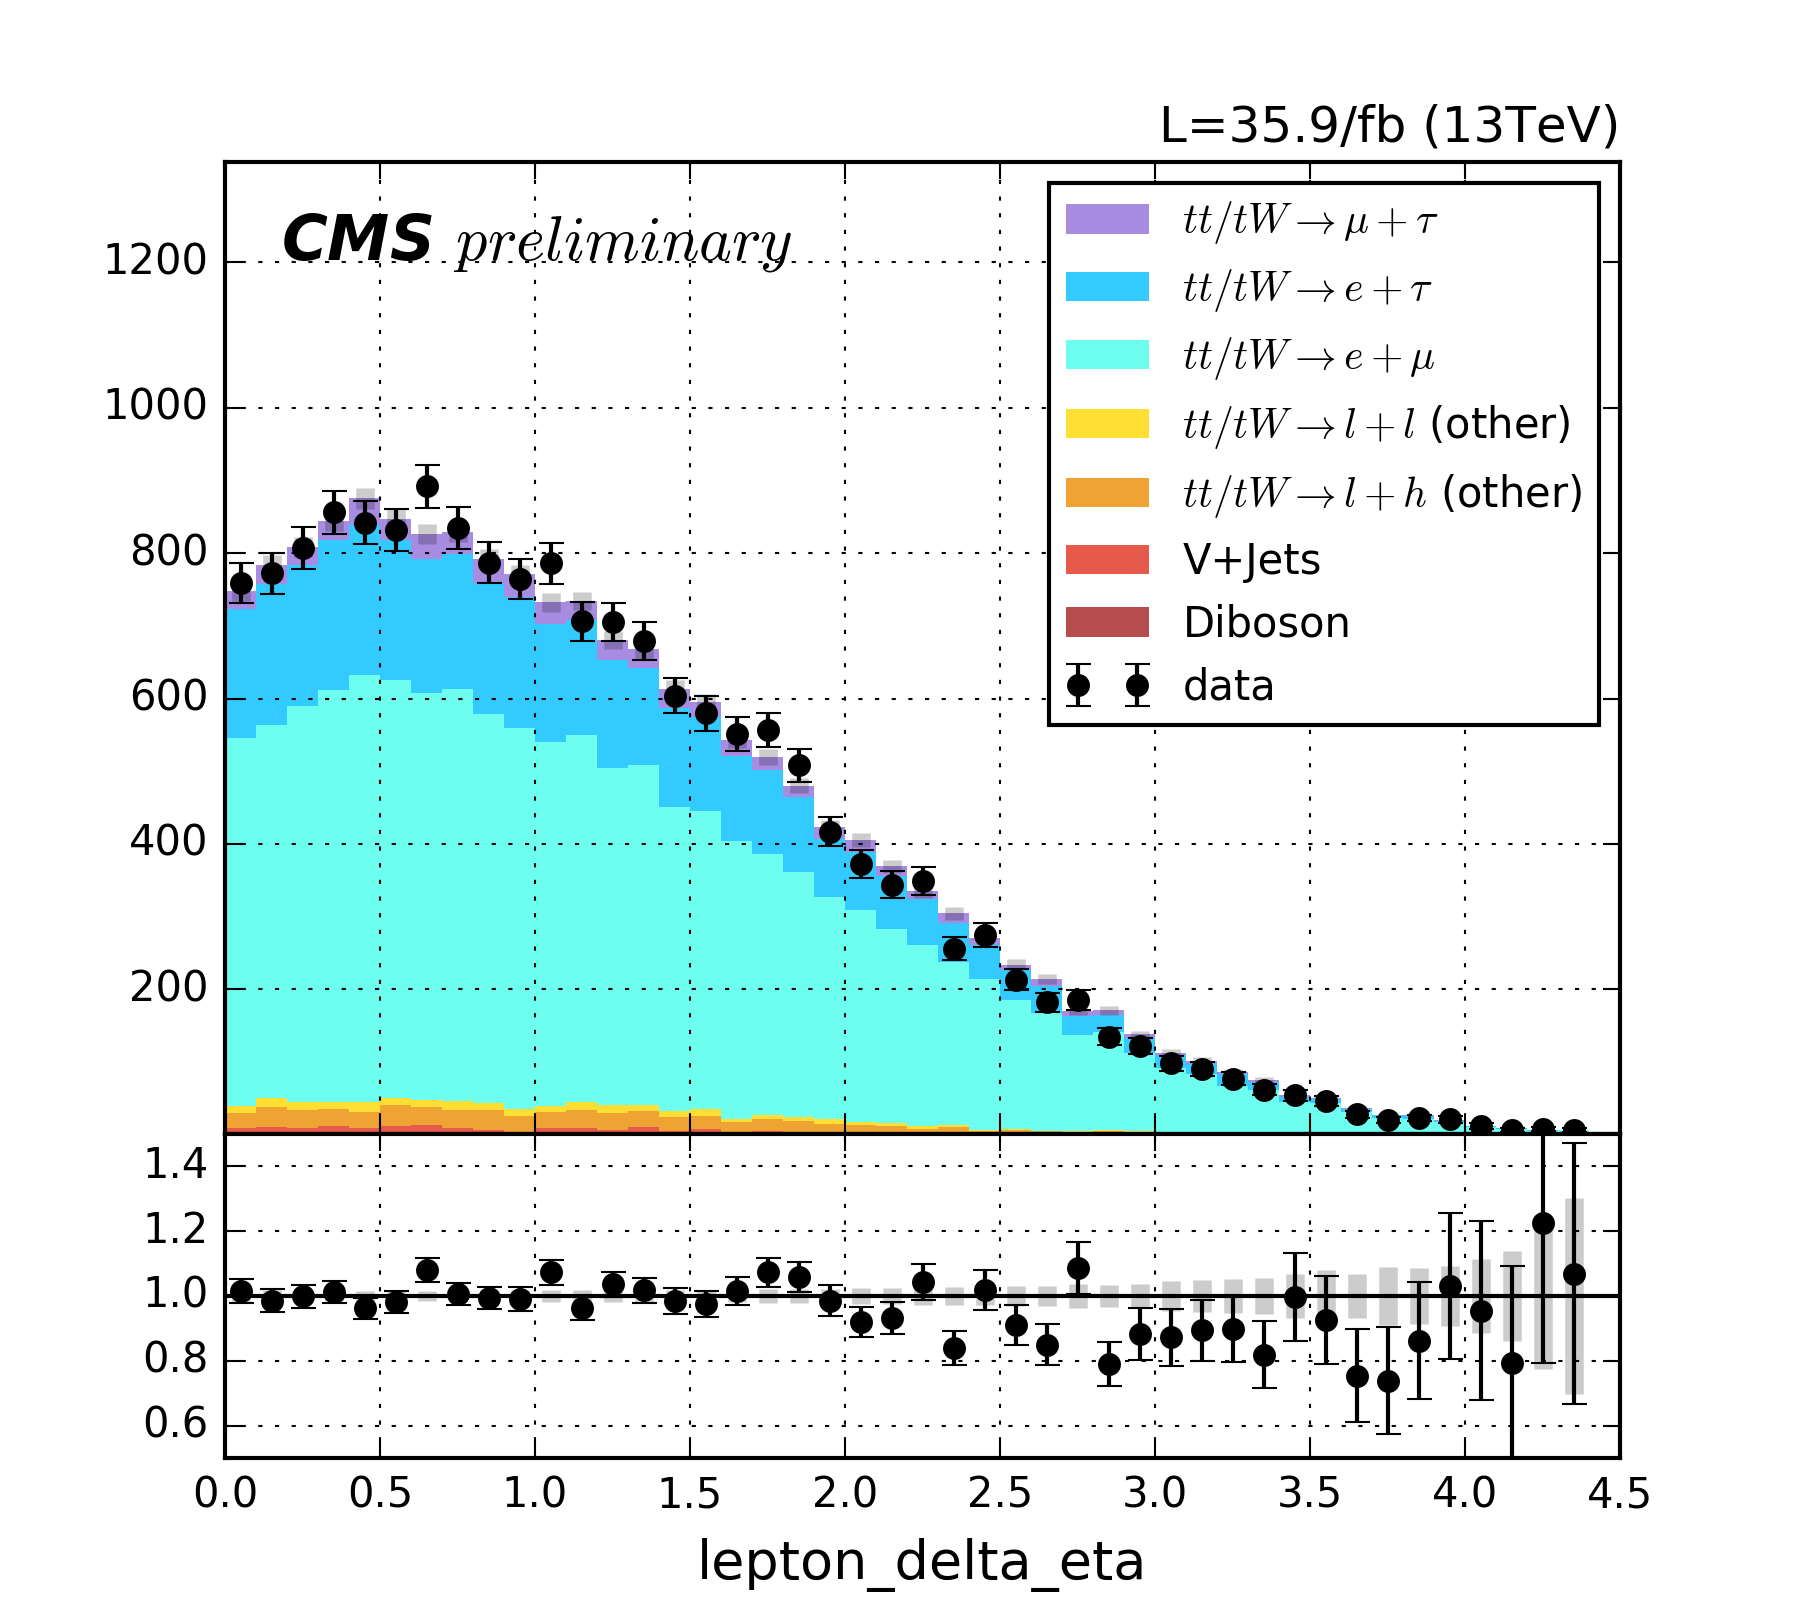 L=35.9/fb (13TeV)
CMS preliminary
tt/tW → μ + τ
tt/tW → e + τ
tt/tW → e + μ
tt/tW → l + l (other)
tt/tW → l + h (other)
V+Jets
Diboson
data
1200
1000
800
600
400
200
1.4
1.2
1.0
0.8
0.6
0.0 0.5 1.0 1.5 2.0 2.5 3.0 3.5 4.0 4.5
lepton_delta_eta